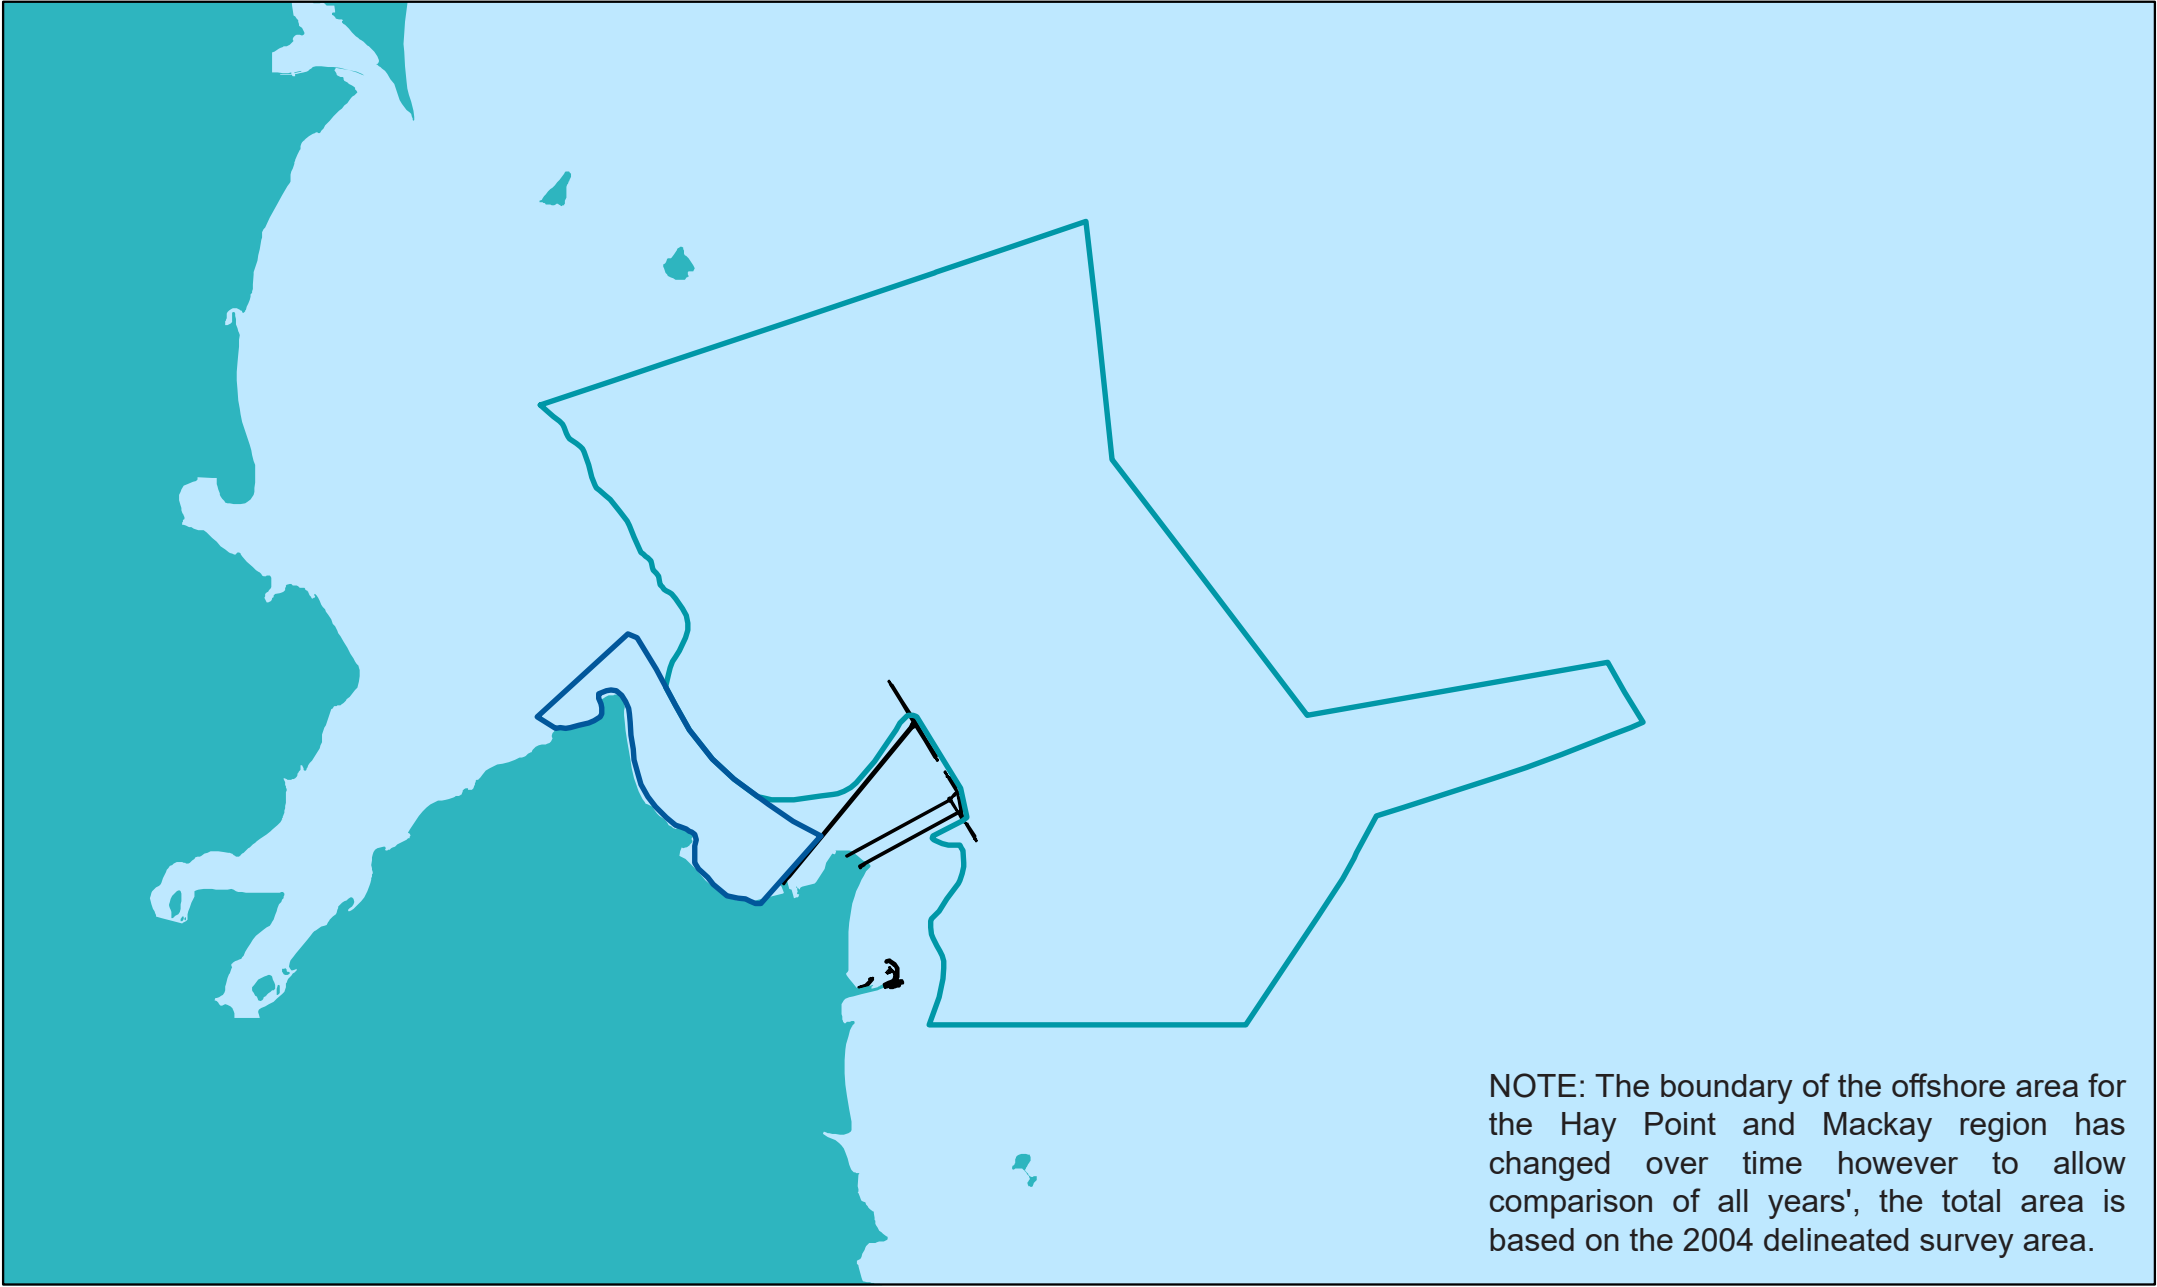 NOTE: The boundary of the offshore area for
the Hay Point and Mackay region has
changed over time however to allow
comparison of all years', the total area is
based on the 2004 delineated survey area.